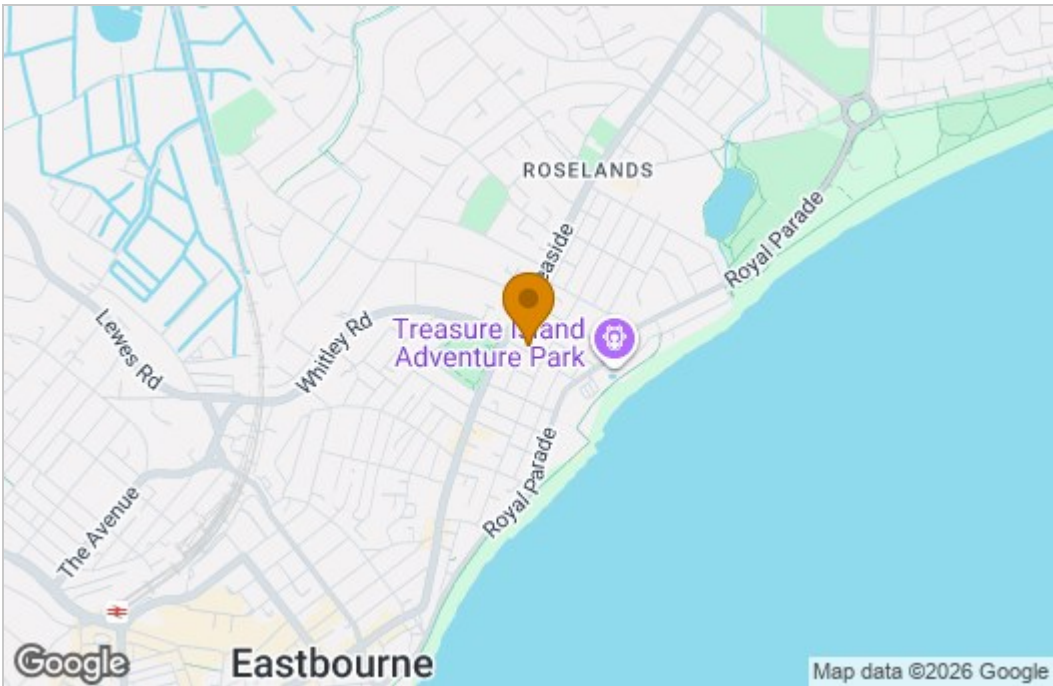 ROSELANDS
Royal Parade
easide
Whitley Rd
Treasure Island
Adventure Park
Lewes Rd
Royal Parade
The Avenue
Google
Eastbourne
Map data ©2026 Google